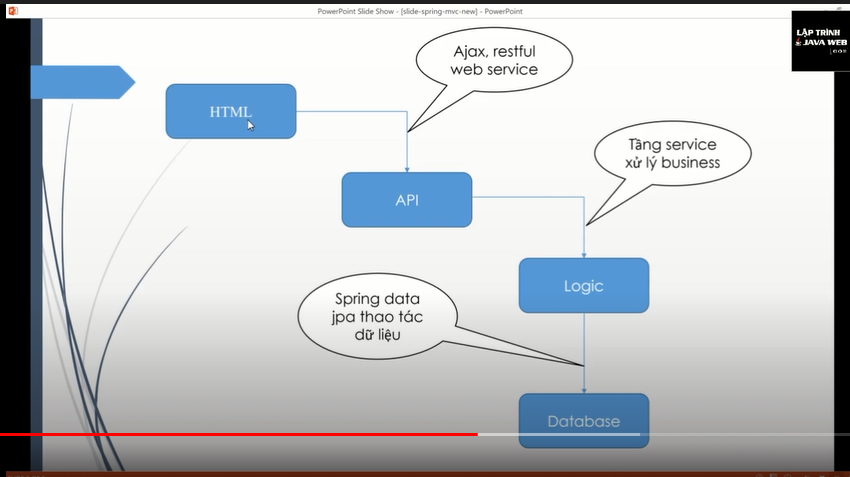 PowerPoint Slide Show - [slide-spring-mvc-new] - PowerPoint
LẬP TRÌNH
JAVA WEB
.COM
Ajax, restful
web service
HTML
Tầng service
xử lý business
API
Logic
Spring data
jpa thao tác
dữ liệu
Database